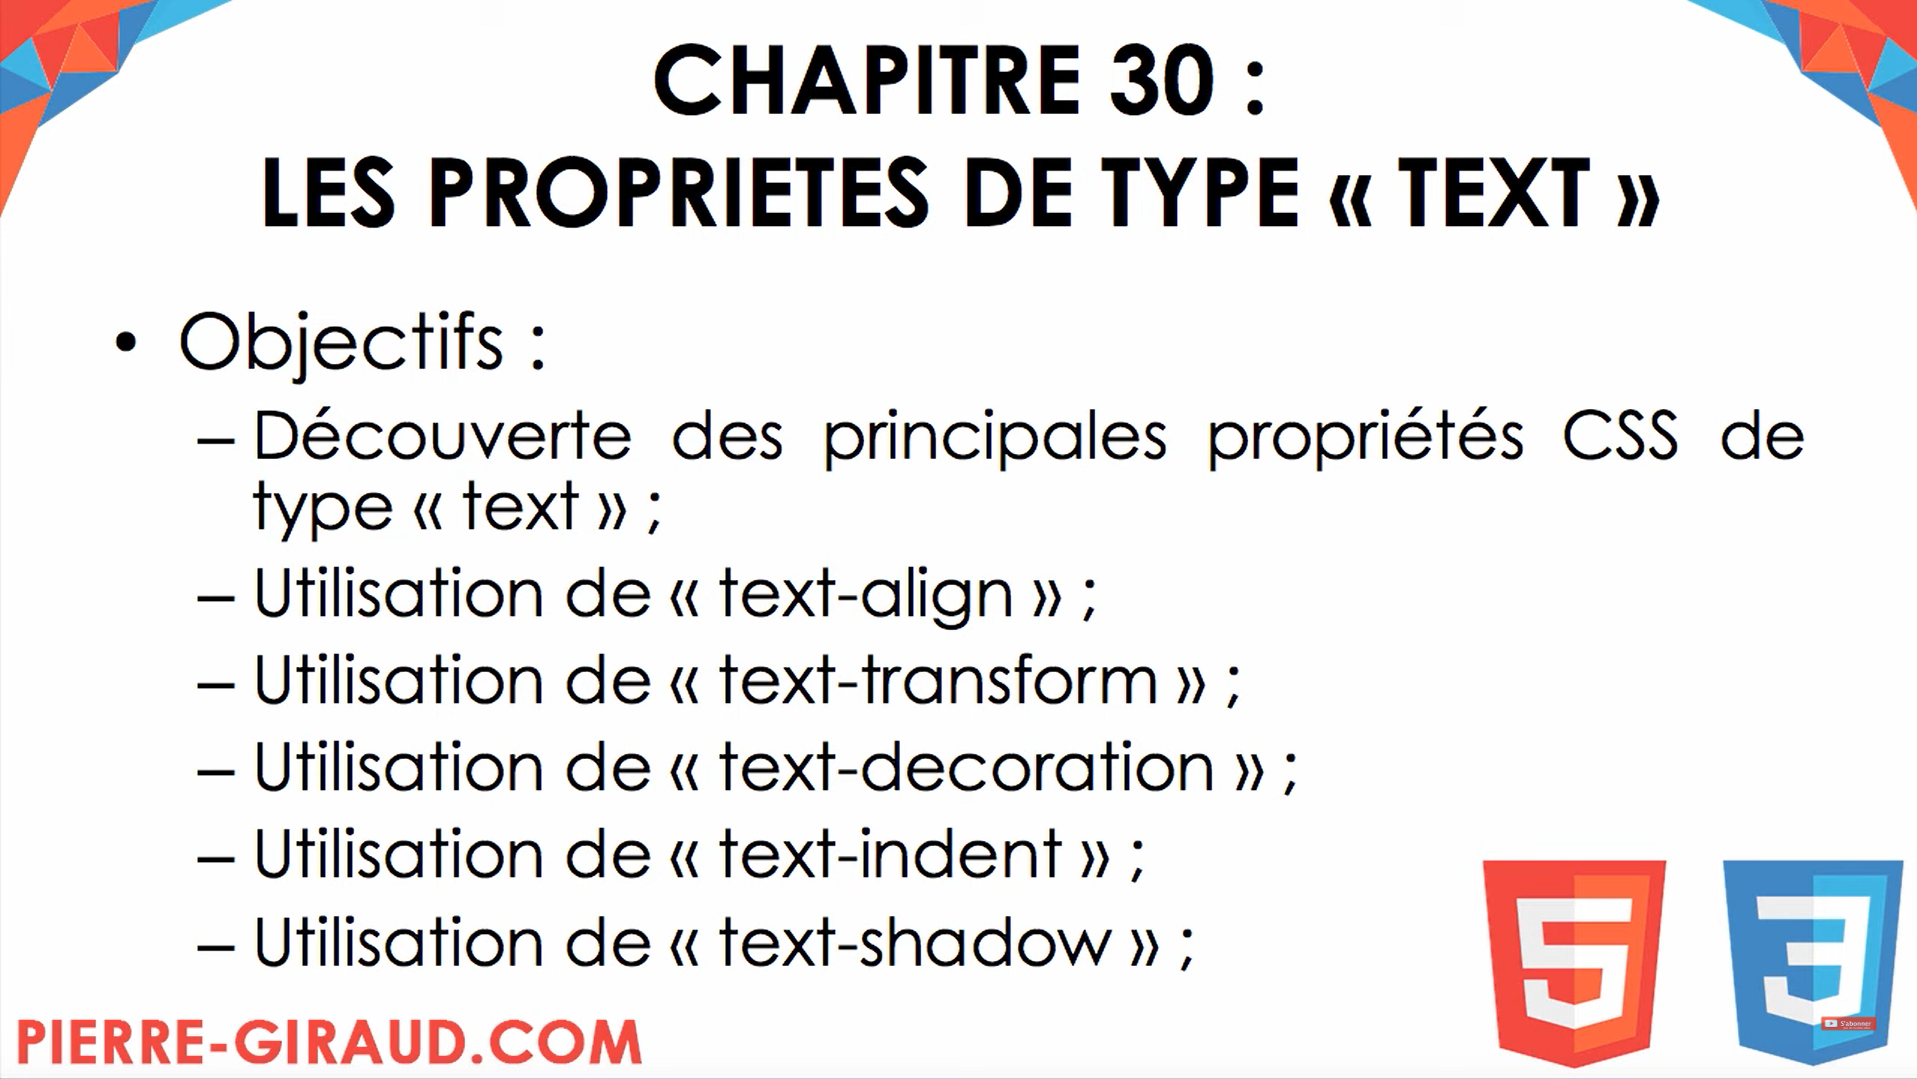 CHAPITRE 30 :
LES PROPRIETES DE TYPE « TEXT »
• Objectifs :
– Découverte des principales propriétés CSS de
type « text » ;
– Utilisation de « text-align » ;
– Utilisation de « text-transform » ;
– Utilisation de « text-decoration » ;
– Utilisation de « text-indent » ;
– Utilisation de « text-shadow » ;
5
3
S'abonner
PIERRE-GIRAUD.COM